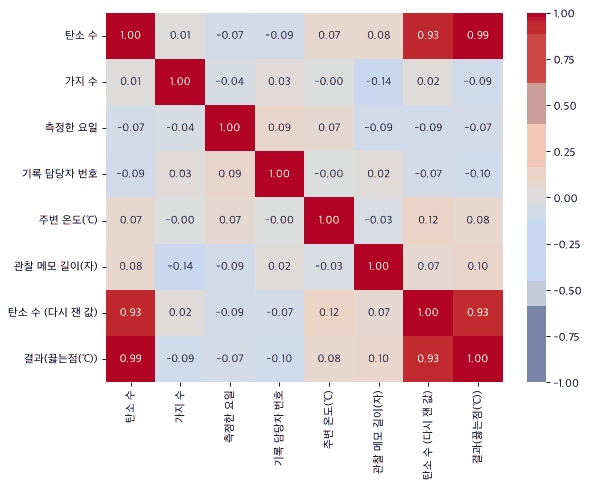 탄소 수 1.00 0.01 -0.07 -0.09 0.07 0.08 0.93 0.99
가지 수 0.01 1.00 -0.04 0.03 -0.00 -0.14 0.02 -0.09
측정한 요일 -0.07 -0.04 1.00 0.09 0.07 -0.09 -0.09 -0.07
기록 담당자 번호 -0.09 0.03 0.09 1.00 -0.00 0.02 -0.07 -0.10
주변 온도(℃) 0.07 -0.00 0.07 -0.00 1.00 -0.03 0.12 0.08
관찰 메모 길이(자) 0.08 -0.14 -0.09 0.02 -0.03 1.00 0.07 0.10
탄소 수 (다시 잰 값) 0.93 0.02 -0.09 -0.07 0.12 0.07 1.00 0.93
결과(끓는점(℃)) 0.99 -0.09 -0.07 -0.10 0.08 0.10 0.93 1.00
탄소 수
가지 수
측정한 요일
기록 담당자 번호
주변 온도(℃)
관찰 메모 길이(자)
탄소 수 (다시 잰 값)
결과(끓는점(℃))
1.00
0.75
0.50
0.25
0.00
-0.25
-0.50
-0.75
-1.00